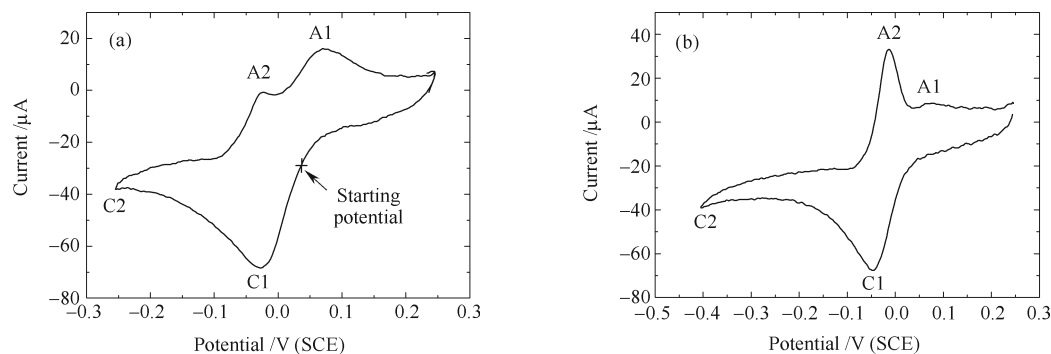 (a)
A1
A2
C2
C1
Starting
potential
20
0
−20
−40
−60
−80
−0.3 −0.2 −0.1 0.0 0.1 0.2 0.3
Current /μA
Potential /V (SCE)
(b)
A2
A1
C2
C1
40
20
0
−20
−40
−60
−80
−0.5 −0.4 −0.3 −0.2 −0.1 0.0 0.1 0.2 0.3
Current /μA
Potential /V (SCE)